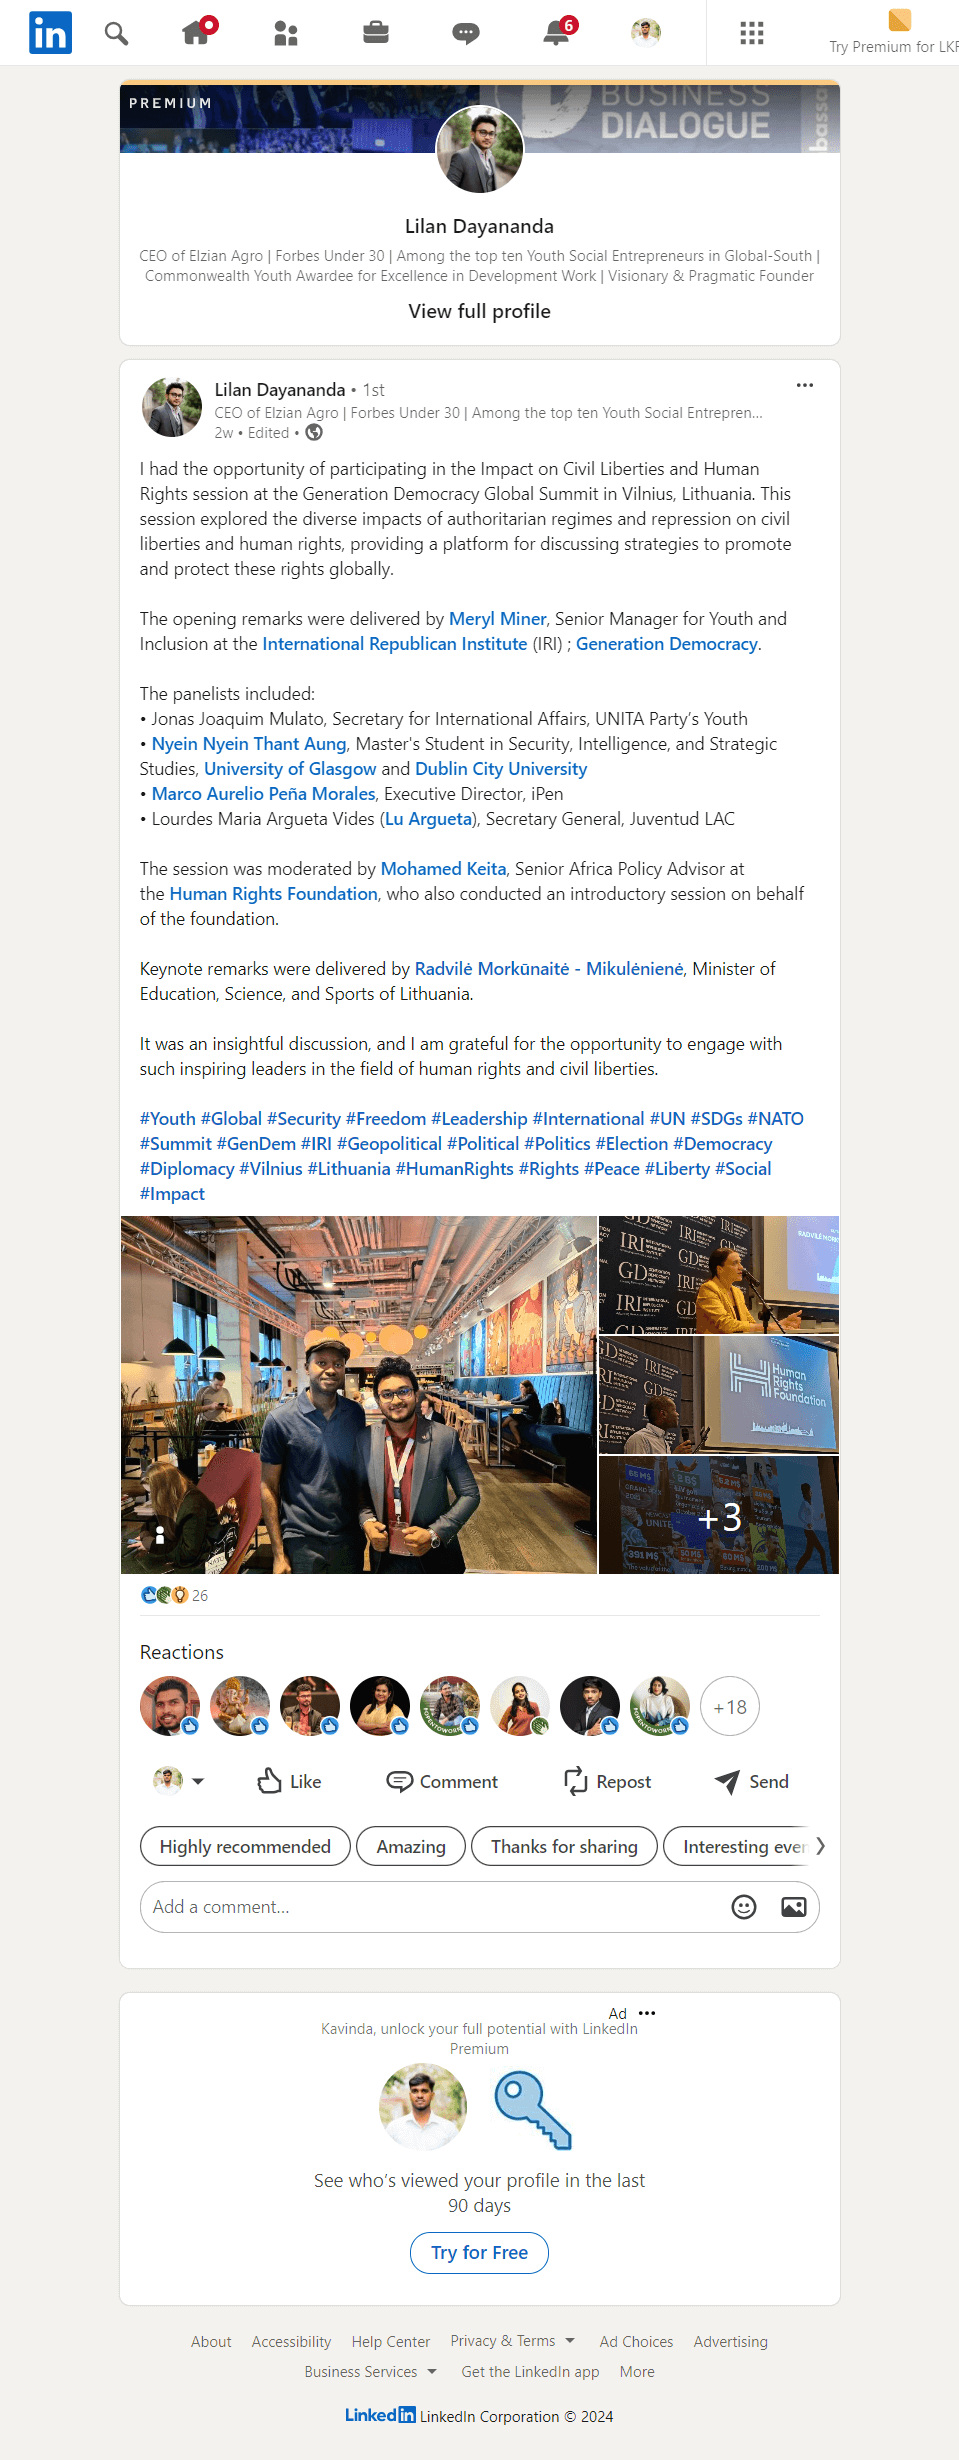 in
6
Try Premium for LKR
PREMIUM
BUSINESS
DIALOGUE
bassa
Lilan Dayananda
CEO of Elzian Agro | Forbes Under 30 | Among the top ten Youth Social Entrepreneurs in Global-South |
Commonwealth Youth Awardee for Excellence in Development Work | Visionary & Pragmatic Founder
View full profile
Lilan Dayananda • 1st
CEO of Elzian Agro | Forbes Under 30 | Among the top ten Youth Social Entrepren...
2w • Edited •
I had the opportunity of participating in the Impact on Civil Liberties and Human
Rights session at the Generation Democracy Global Summit in Vilnius, Lithuania. This
session explored the diverse impacts of authoritarian regimes and repression on civil
liberties and human rights, providing a platform for discussing strategies to promote
and protect these rights globally.
The opening remarks were delivered by Meryl Miner, Senior Manager for Youth and
Inclusion at the International Republican Institute (IRI) ; Generation Democracy.
The panelists included:
• Jonas Joaquim Mulato, Secretary for International Affairs, UNITA Party’s Youth
• Nyein Nyein Thant Aung, Master's Student in Security, Intelligence, and Strategic
Studies, University of Glasgow and Dublin City University
• Marco Aurelio Peña Morales, Executive Director, iPen
• Lourdes Maria Argueta Vides (Lu Argueta), Secretary General, Juventud LAC
The session was moderated by Mohamed Keita, Senior Africa Policy Advisor at
the Human Rights Foundation, who also conducted an introductory session on behalf
of the foundation.
Keynote remarks were delivered by Radvilė Morkūnaitė - Mikulėnienė, Minister of
Education, Science, and Sports of Lithuania.
It was an insightful discussion, and I am grateful for the opportunity to engage with
such inspiring leaders in the field of human rights and civil liberties.
#Youth #Global #Security #Freedom #Leadership #International #UN #SDGs #NATO
#Summit #GenDem #IRI #Geopolitical #Political #Politics #Election #Democracy
#Diplomacy #Vilnius #Lithuania #HumanRights #Rights #Peace #Liberty #Social
#Impact
IRI
GD
IRI
GD
IRI
RADVILĖ MORK
Human
Rights
Foundation
+3
26
Reactions
+18
Like Comment Repost Send
Highly recommended Amazing Thanks for sharing Interesting even
Add a comment...
Ad
Kavinda, unlock your full potential with LinkedIn
Premium
See who’s viewed your profile in the last
90 days
Try for Free
About Accessibility Help Center Privacy & Terms Ad Choices Advertising
Business Services Get the LinkedIn app More
Linkedin LinkedIn Corporation © 2024